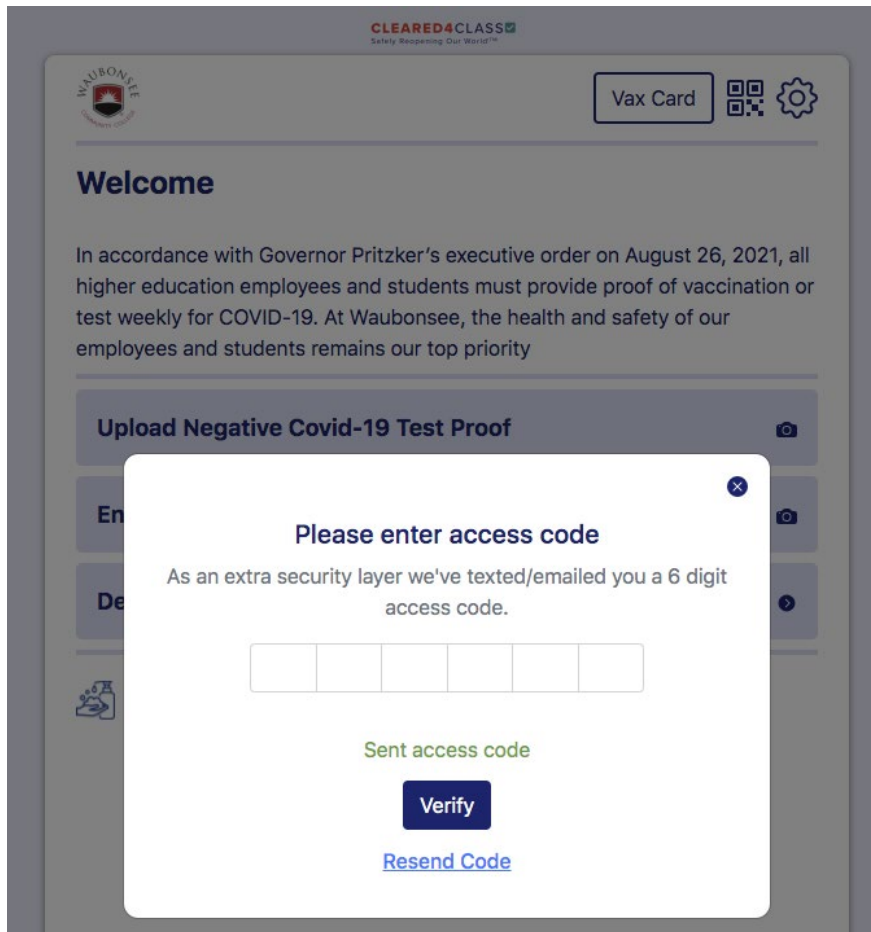 CLEARED4CLASS
Safely Reopening Our World™
WAUBONSEE
COMMUNITY COLLEGE
Vax Card
Welcome
In accordance with Governor Pritzker’s executive order on August 26, 2021, all
higher education employees and students must provide proof of vaccination or
test weekly for COVID-19. At Waubonsee, the health and safety of our
employees and students remains our top priority
Upload Negative Covid-19 Test Proof
En
De
Please enter access code
As an extra security layer we've texted/emailed you a 6 digit
access code.
Sent access code
Verify
Resend Code